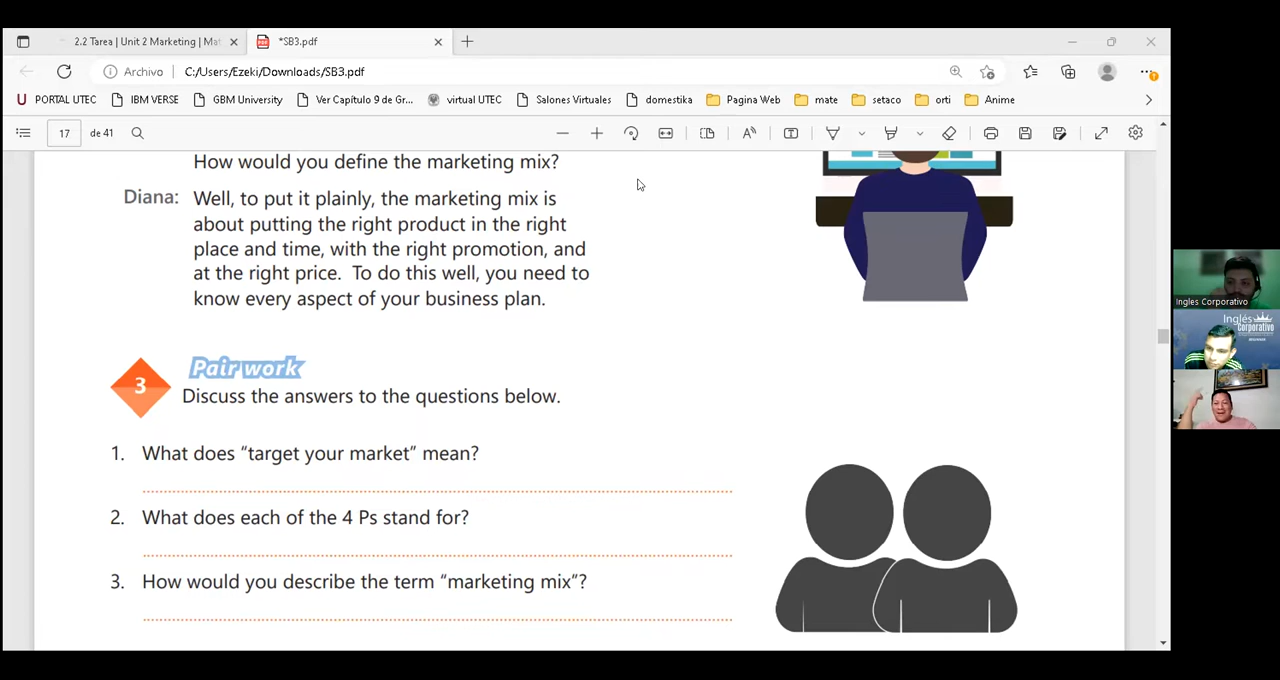 2.2 Tarea | Unit 2 Marketing | Mat
*SB3.pdf
Archivo C:/Users/Ezeki/Downloads/SB3.pdf
PORTAL UTEC IBM VERSE GBM University Ver Capítulo 9 de Gr... virtual UTEC Salones Virtuales domestika Pagina Web mate setaco orti Anime
17 de 41
How would you define the marketing mix?
Diana: Well, to put it plainly, the marketing mix is
about putting the right product in the right
place and time, with the right promotion, and
at the right price. To do this well, you need to
know every aspect of your business plan.
Pair work
3
Discuss the answers to the questions below.
1. What does “target your market” mean?
2. What does each of the 4 Ps stand for?
3. How would you describe the term “marketing mix”?
Ingles Corporativo
Inglés
Corporativo